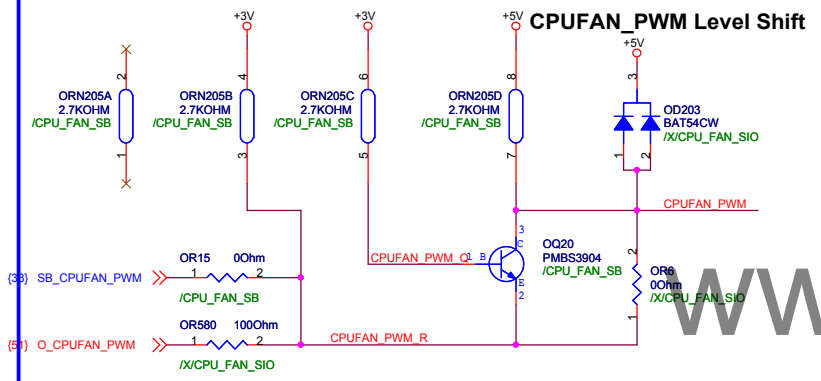 CPUFAN_PWM Level Shift
+3V
+3V
+5V
+5V
2
4
6
8
3
ORN205A
2.7KOHM
/CPU_FAN_SB
ORN205B
2.7KOHM
/CPU_FAN_SB
ORN205C
2.7KOHM
/CPU_FAN_SB
ORN205D
2.7KOHM
/CPU_FAN_SB
OD203
BAT54CW
/X/CPU_FAN_SIO
1
3
5
7
1
2
CPUFAN_PWM
CPUFAN_PWM_Q
1
B
3
C
E
2
OQ20
PMBS3904
/CPU_FAN_SB
2
OR6
0Ohm
/X/CPU_FAN_SIO
1
SB_CPUFAN_PWM
OR15 0Ohm
1 2
/CPU_FAN_SB
O_CPUFAN_PWM
OR580 100Ohm
1 2
/X/CPU_FAN_SIO
CPUFAN_PWM_R